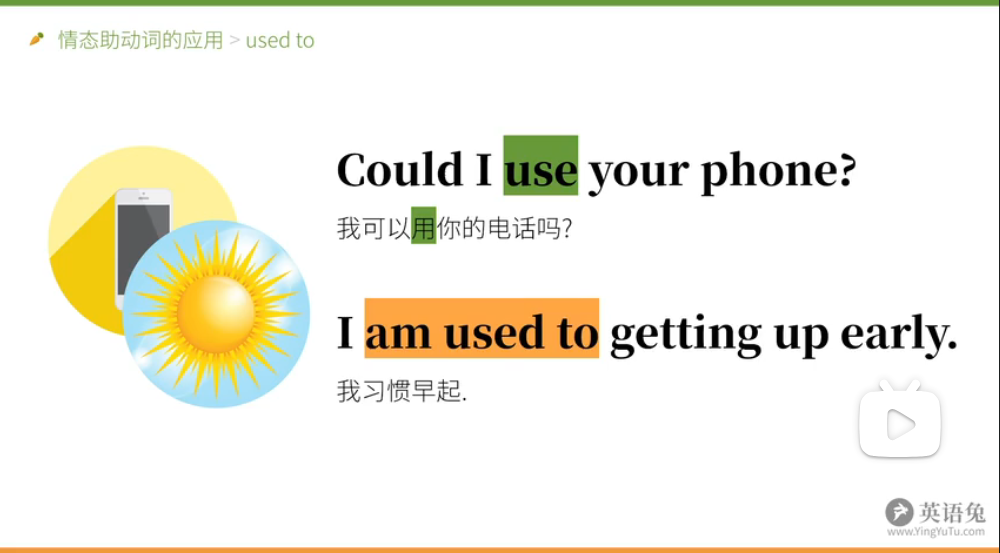 情态助动词的应用 > used to
Could I use your phone?
我可以用你的电话吗?
I am used to getting up early.
我习惯早起.
英语兔
www.YingYuTu.com